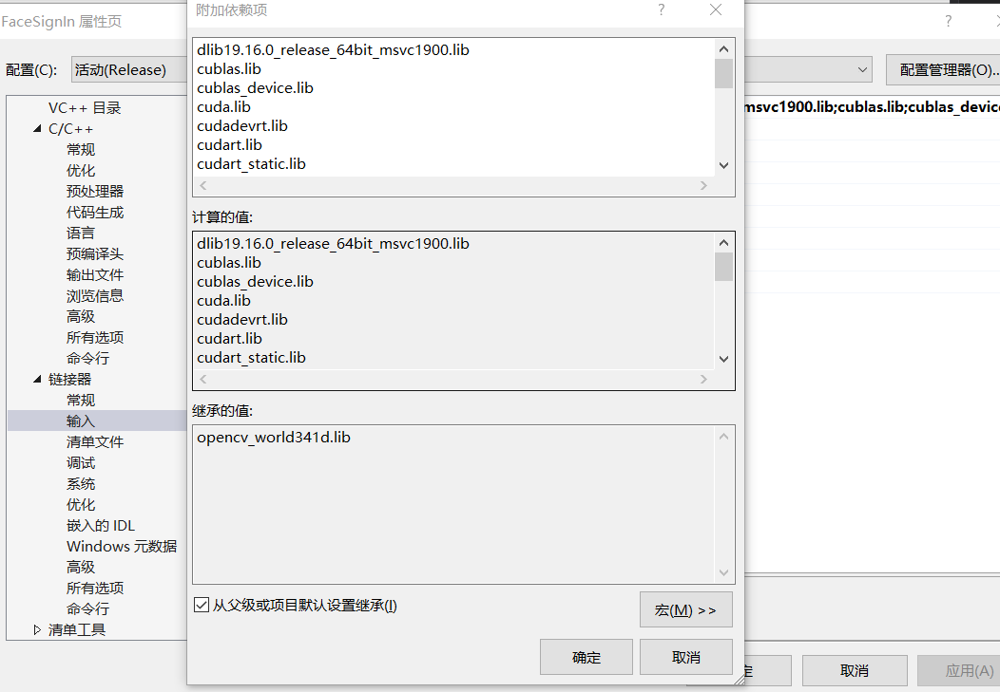 附加依赖项
?
FaceSignIn 属性页
?
配置(C):
活动(Release)
配置管理器(O)...
VC++ 目录
C/C++
常规
优化
预处理器
代码生成
语言
预编译头
输出文件
浏览信息
高级
所有选项
命令行
链接器
常规
输入
清单文件
调试
系统
优化
嵌入的 IDL
Windows 元数据
高级
所有选项
命令行
清单工具
dlib19.16.0_release_64bit_msvc1900.lib
cublas.lib
cublas_device.lib
cuda.lib
cudadevrt.lib
cudart.lib
cudart_static.lib
计算的值:
dlib19.16.0_release_64bit_msvc1900.lib
cublas.lib
cublas_device.lib
cuda.lib
cudadevrt.lib
cudart.lib
cudart_static.lib
继承的值:
opencv_world341d.lib
从父级或项目默认设置继承(I)
宏(M) >>
确定
取消
msvc1900.lib;cublas.lib;cublas_device
定
取消
应用(A)